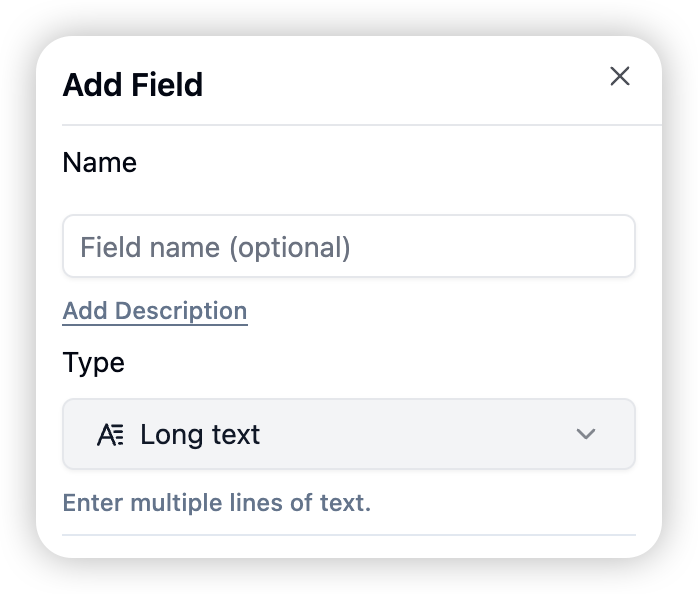 Add Field
Name
Field name (optional)
Add Description
Type
Long text
Enter multiple lines of text.